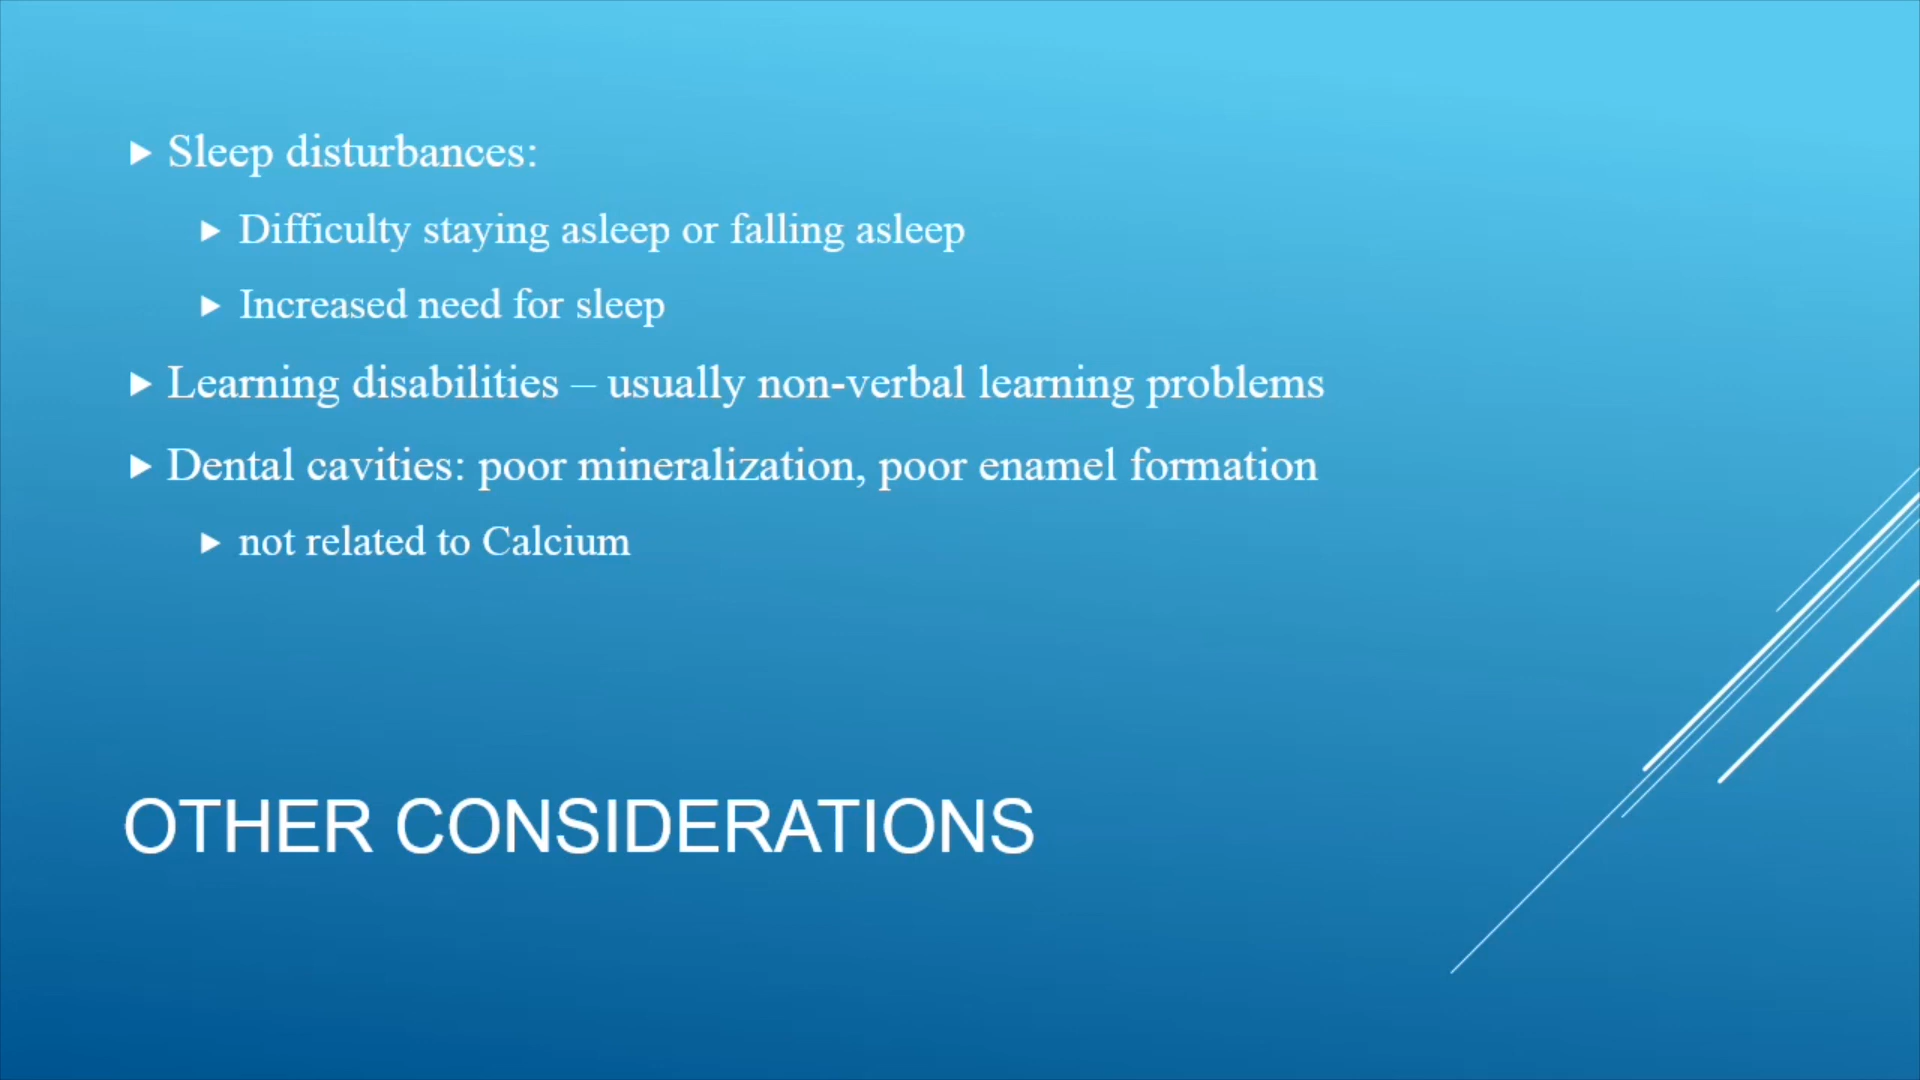 Sleep disturbances:
Difficulty staying asleep or falling asleep
Increased need for sleep
Learning disabilities – usually non-verbal learning problems
Dental cavities: poor mineralization, poor enamel formation
not related to Calcium
OTHER CONSIDERATIONS